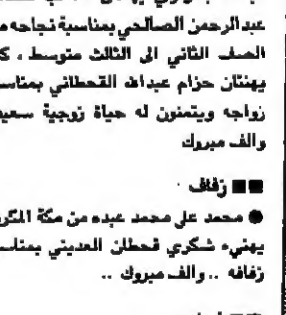 عبدالرحمن الصالحي بمناسبة نجاحه م
الصف الثاني الى الثالث متوسط ، ك
يهنئان حزام عبدالله القحطاني بمناسب
زواجه ويتمنون له حياة زوجية سعيد
والف مبروك
■■ زفاف
● محمد علي محمد عبده من مكة المكر
يهنيء شكري قحطان العديني بمناسب
زفافه .. والف مبروك ..